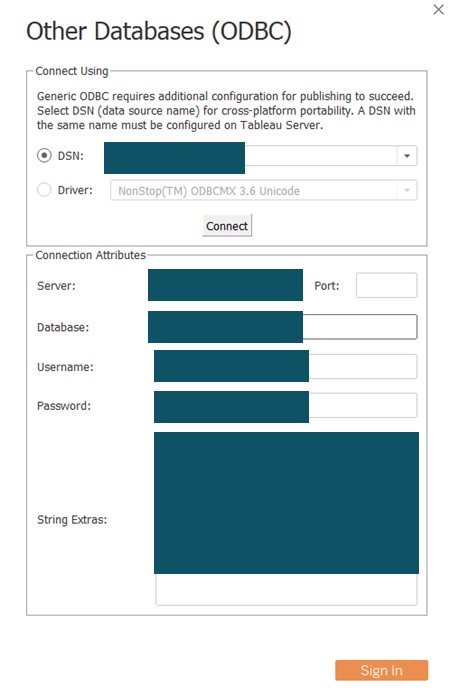 Other Databases (ODBC)
Connect Using
Generic ODBC requires additional configuration for publishing to succeed.
Select DSN (data source name) for cross-platform portability. A DSN with
the same name must be configured on Tableau Server.
DSN:
Driver: NonStop(TM) ODBCMX 3.6 Unicode
Connect
Connection Attributes
Server: Port:
Database:
Username:
Password:
String Extras:
Sign In